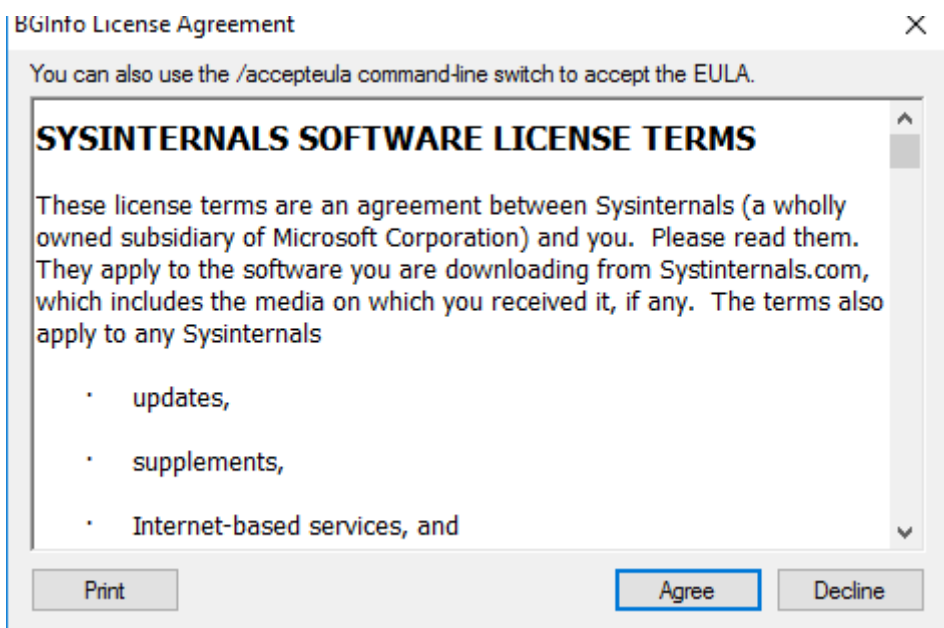 BGInfo License Agreement
You can also use the /accepteula command-line switch to accept the EULA.
SYSINTERNALS SOFTWARE LICENSE TERMS
These license terms are an agreement between Sysinternals (a wholly
owned subsidiary of Microsoft Corporation) and you.  Please read them.
They apply to the software you are downloading from Systinternals.com,
which includes the media on which you received it, if any.  The terms also
apply to any Sysinternals
· updates,
· supplements,
· Internet-based services, and
Print Agree Decline